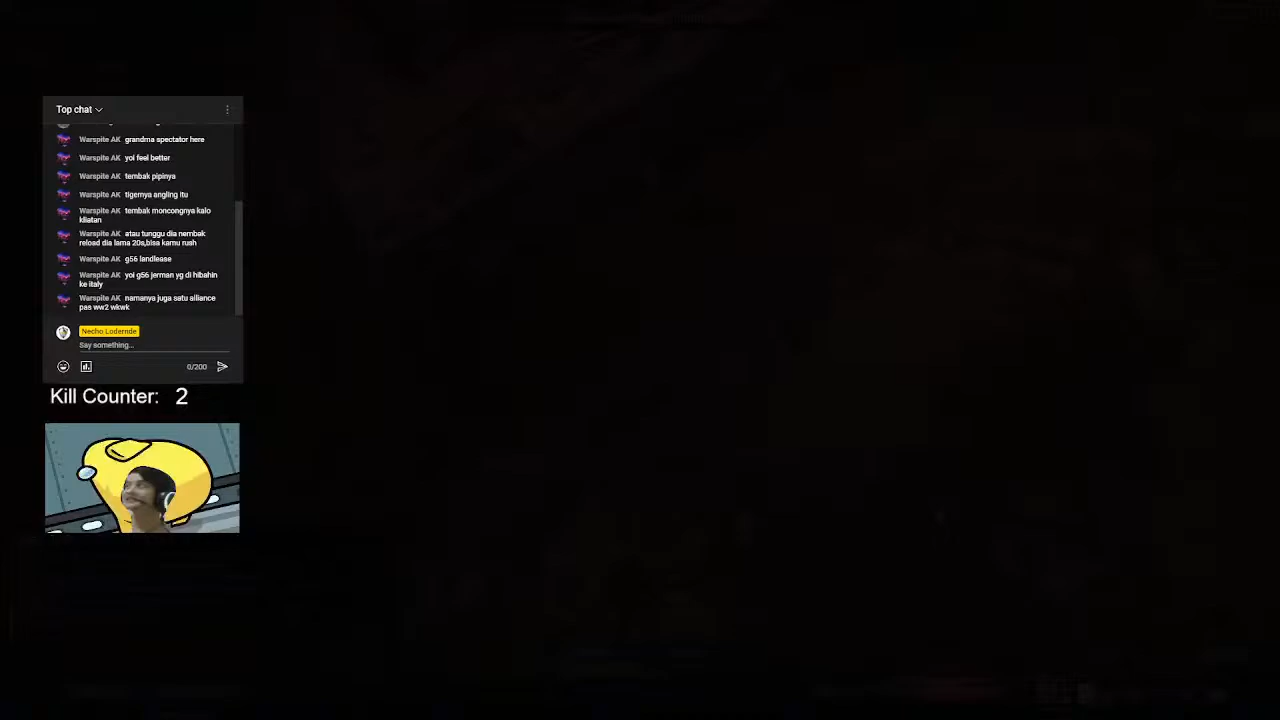 Top chat
Warspite AK grandma spectator here
Warspite AK yoi feel better
Warspite AK tembak pipinya
Warspite AK tigernya angling itu
Warspite AK tembak moncongnya kalo
kliatan
Warspite AK atau tunggu dia nembak
reload dia lama 20s,bisa kamu rush
Warspite AK g56 landlease
Warspite AK yoi g56 jerman yg di hibahin
ke italy
Warspite AK namanya juga satu alliance
pas ww2 wkwk
Necho Lodernde
Say something...
0/200
Kill Counter: 2